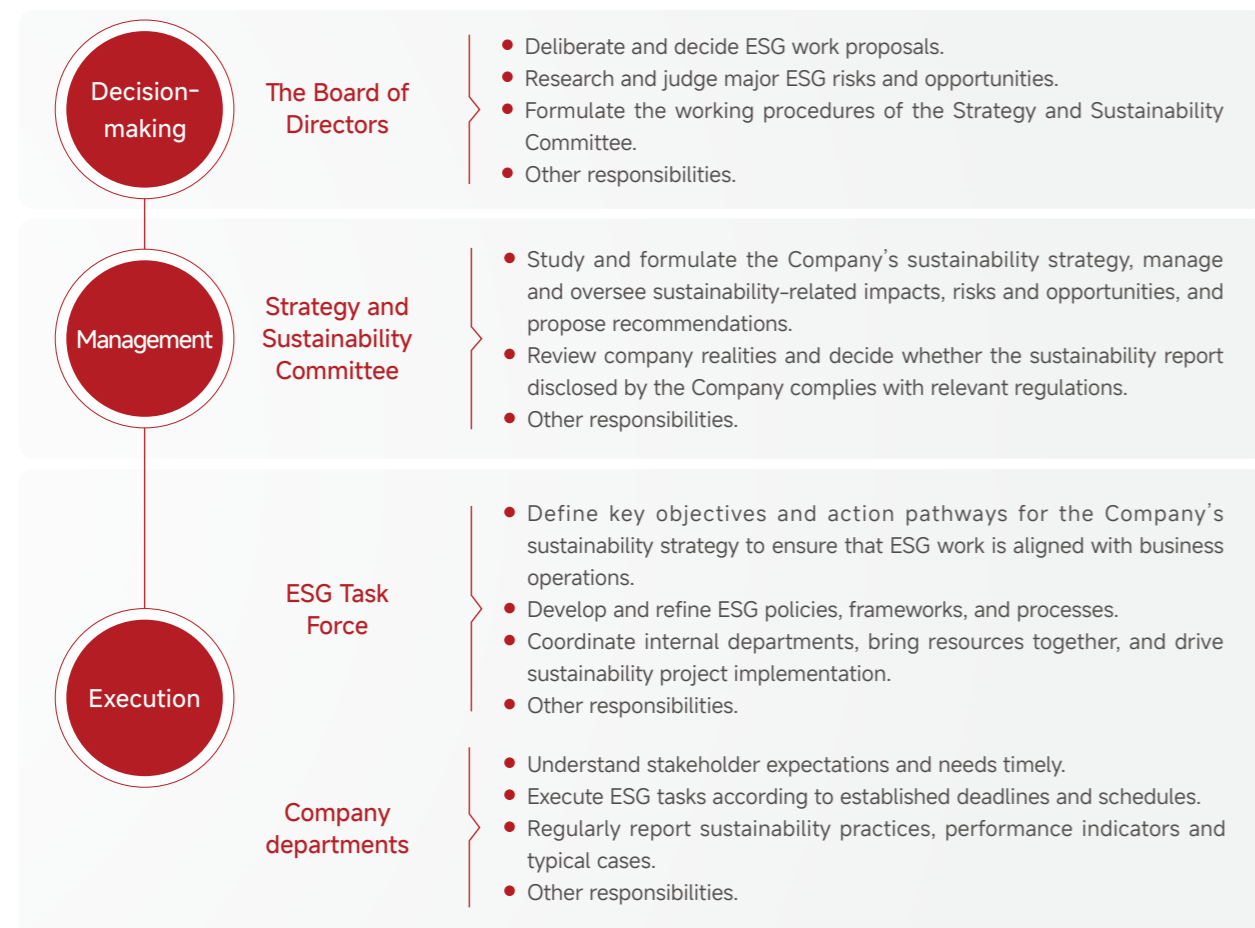 Decision-
making
The Board of
Directors
• Deliberate and decide ESG work proposals.
• Research and judge major ESG risks and opportunities.
• Formulate the working procedures of the Strategy and Sustainability
Committee.
• Other responsibilities.
Management
Strategy and
Sustainability
Committee
• Study and formulate the Company's sustainability strategy, manage
and oversee sustainability-related impacts, risks and opportunities, and
propose recommendations.
• Review company realities and decide whether the sustainability report
disclosed by the Company complies with relevant regulations.
• Other responsibilities.
Execution
ESG Task
Force
• Define key objectives and action pathways for the Company's
sustainability strategy to ensure that ESG work is aligned with business
operations.
• Develop and refine ESG policies, frameworks, and processes.
• Coordinate internal departments, bring resources together, and drive
sustainability project implementation.
• Other responsibilities.
Company
departments
• Understand stakeholder expectations and needs timely.
• Execute ESG tasks according to established deadlines and schedules.
• Regularly report sustainability practices, performance indicators and
typical cases.
• Other responsibilities.